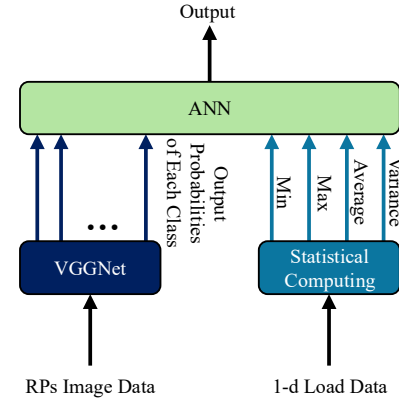 Output
ANN
Output
Probabilities
of Each Class
Min
Max
Average
Variance
...
VGGNet
Statistical
Computing
RPs Image Data
1-d Load Data